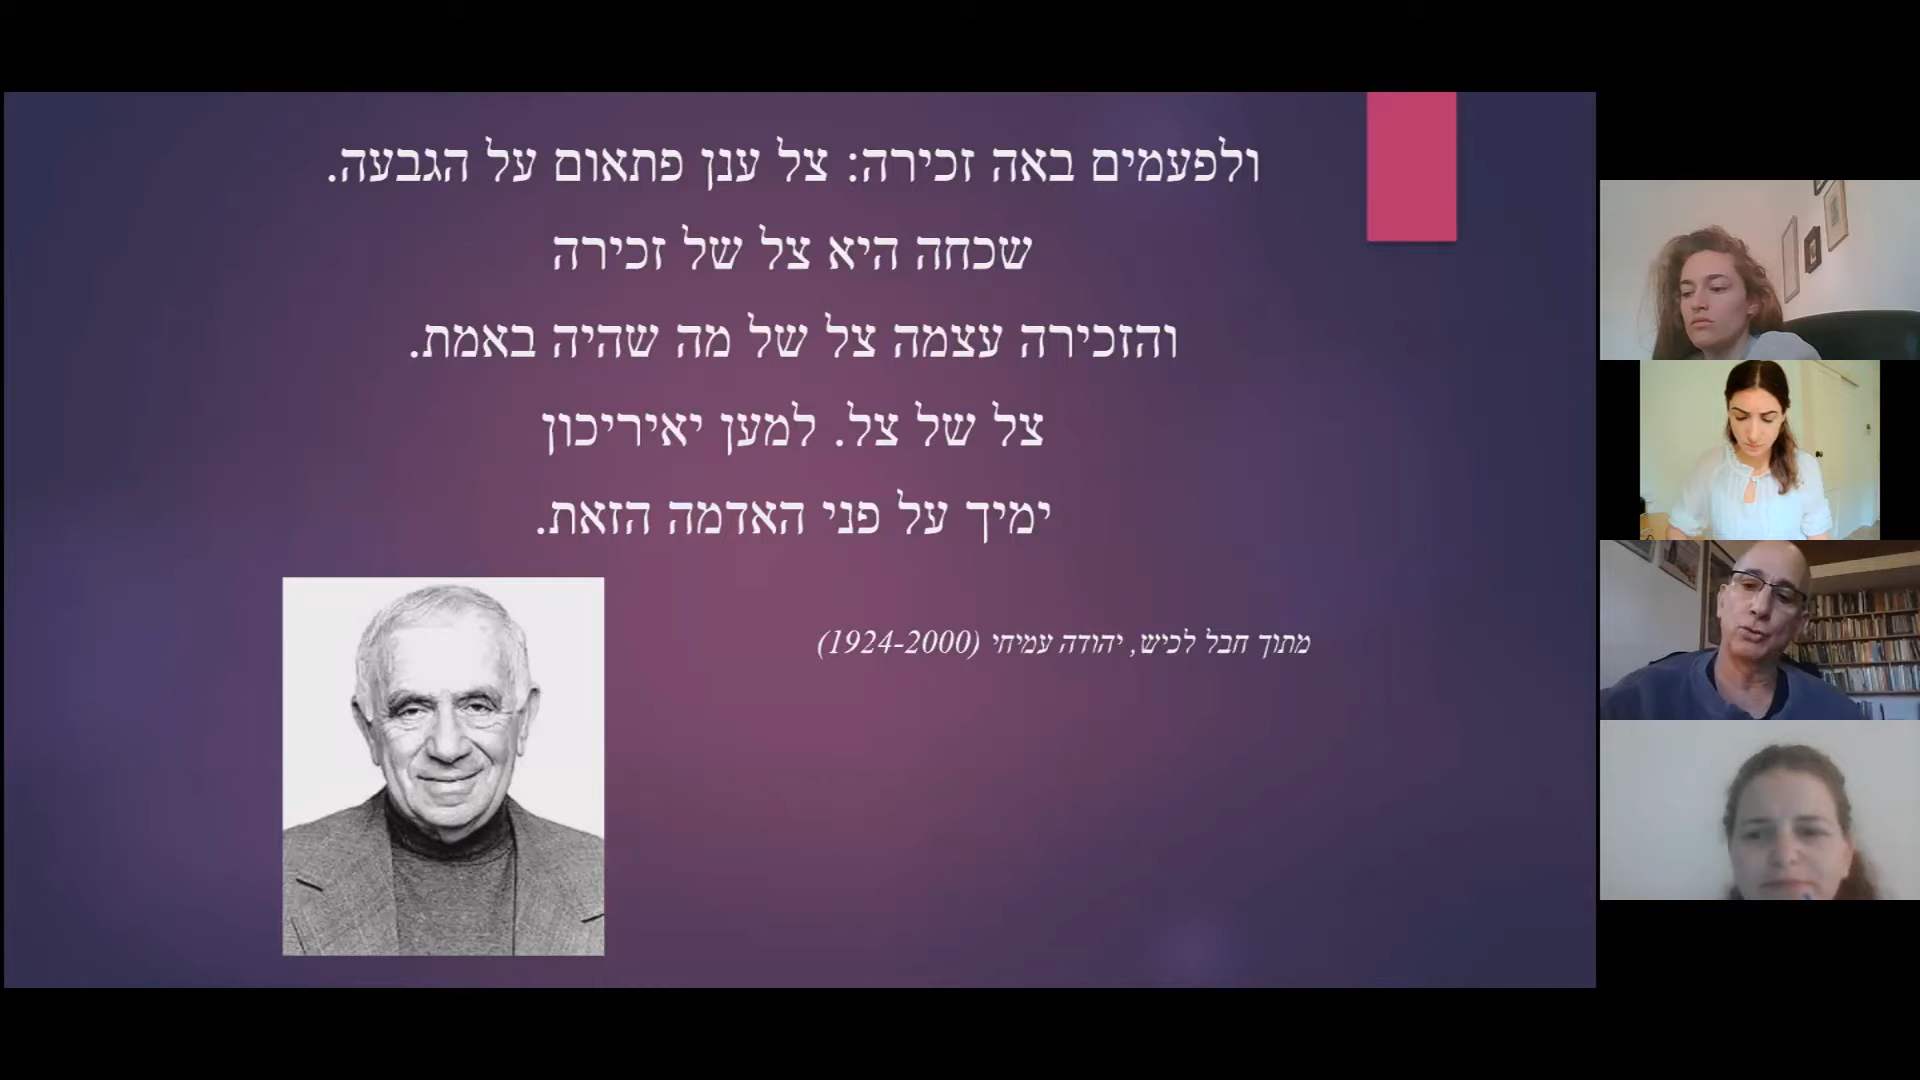 ולפעמים באה זכירה: צל ענן פתאום על הגבעה.
שכחה היא צל של זכירה
והזכירה עצמה צל של מה שהיה באמת.
צל של צל. למען יאיריכון
ימיך על פני האדמה הזאת.
מתוך חבל לכיש, יהודה עמיחי (1924-2000)